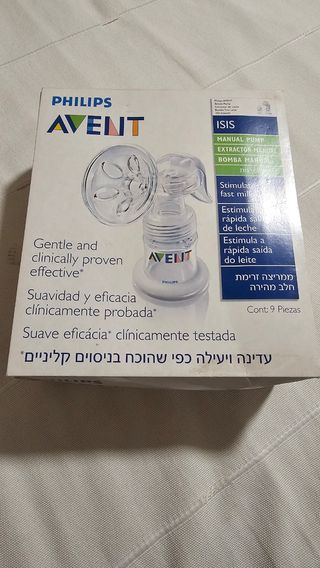 PHILIPS
AVENT
ISIS
MANUAL PUMP
EXTRACTOR MANUAL
BOMBA MANUAL
Stimulates
fast milk
Estimula
rápida salida
de leche
Estimula a
rápida saída
do leite
ממריצה זרימת
חלב מהירה
Cont: 9 Piezas
Gentle and
clinically proven
effective*
Suavidad y eficacia
clínicamente probada*
Suave eficácia* clínicamente testada
עדינה ויעילה כפי שהוכח בניסוים קליניים*
AVENT
PHILIPS
PHILIPS